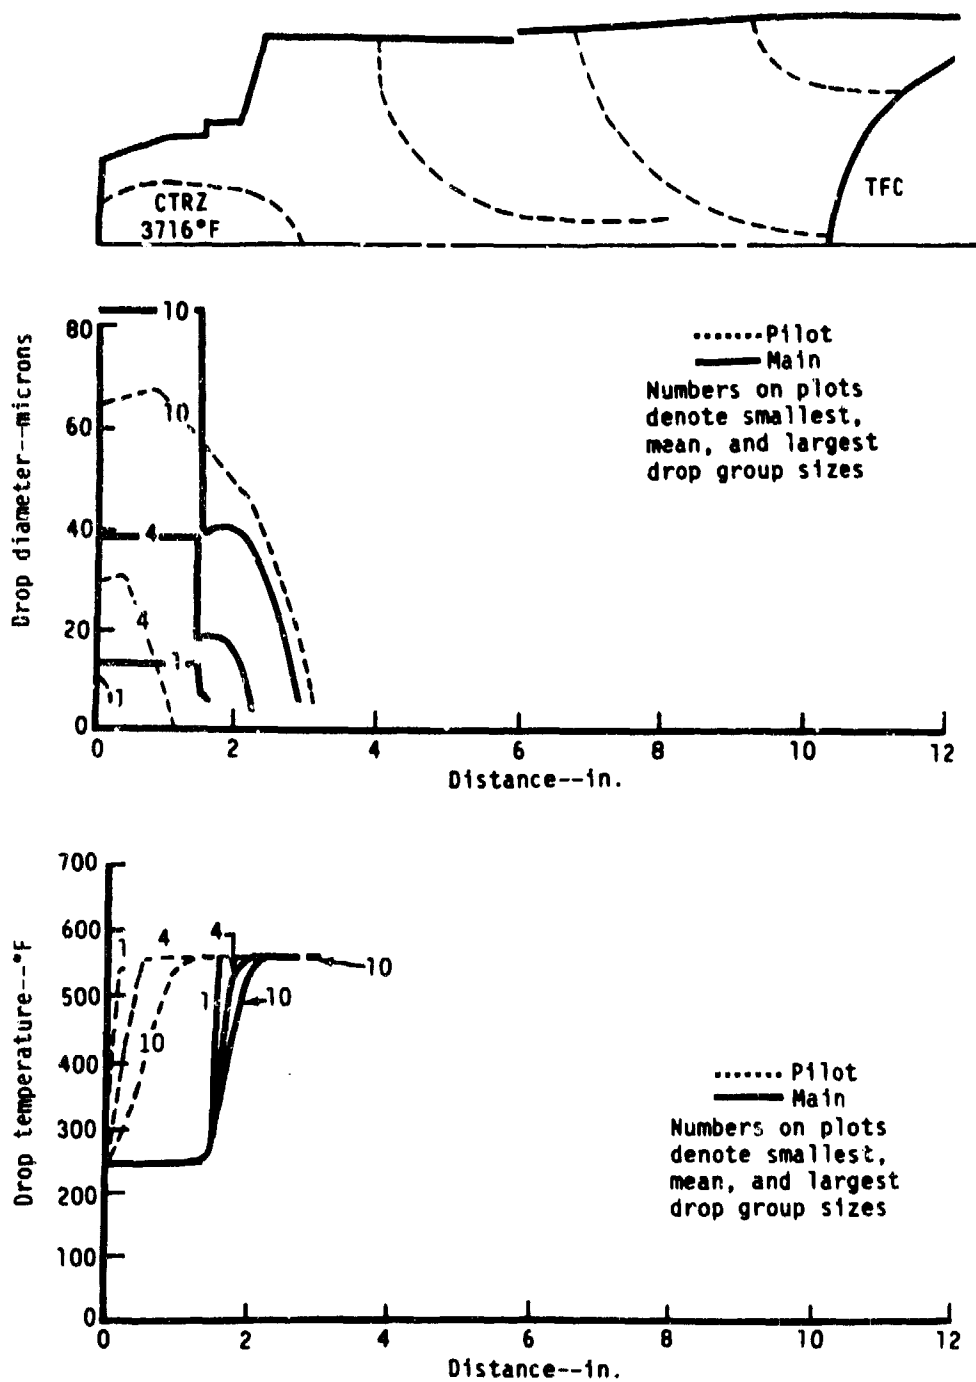 CTRZ
3716°F
TFC
Drop diameter--microns
80
60
40
20
0
10
10
4
4
1
1
Pilot
Main
Numbers on plots
denote smallest,
mean, and largest
drop group sizes
0 2 4 6 8 10 12
Distance--in.
Drop temperature--°F
700
600
500
400
300
200
100
0
1
4
10
4
1
10
10
Pilot
Main
Numbers on plots
denote smallest,
mean, and largest
drop group sizes
0 2 4 6 8 10 12
Distance--in.